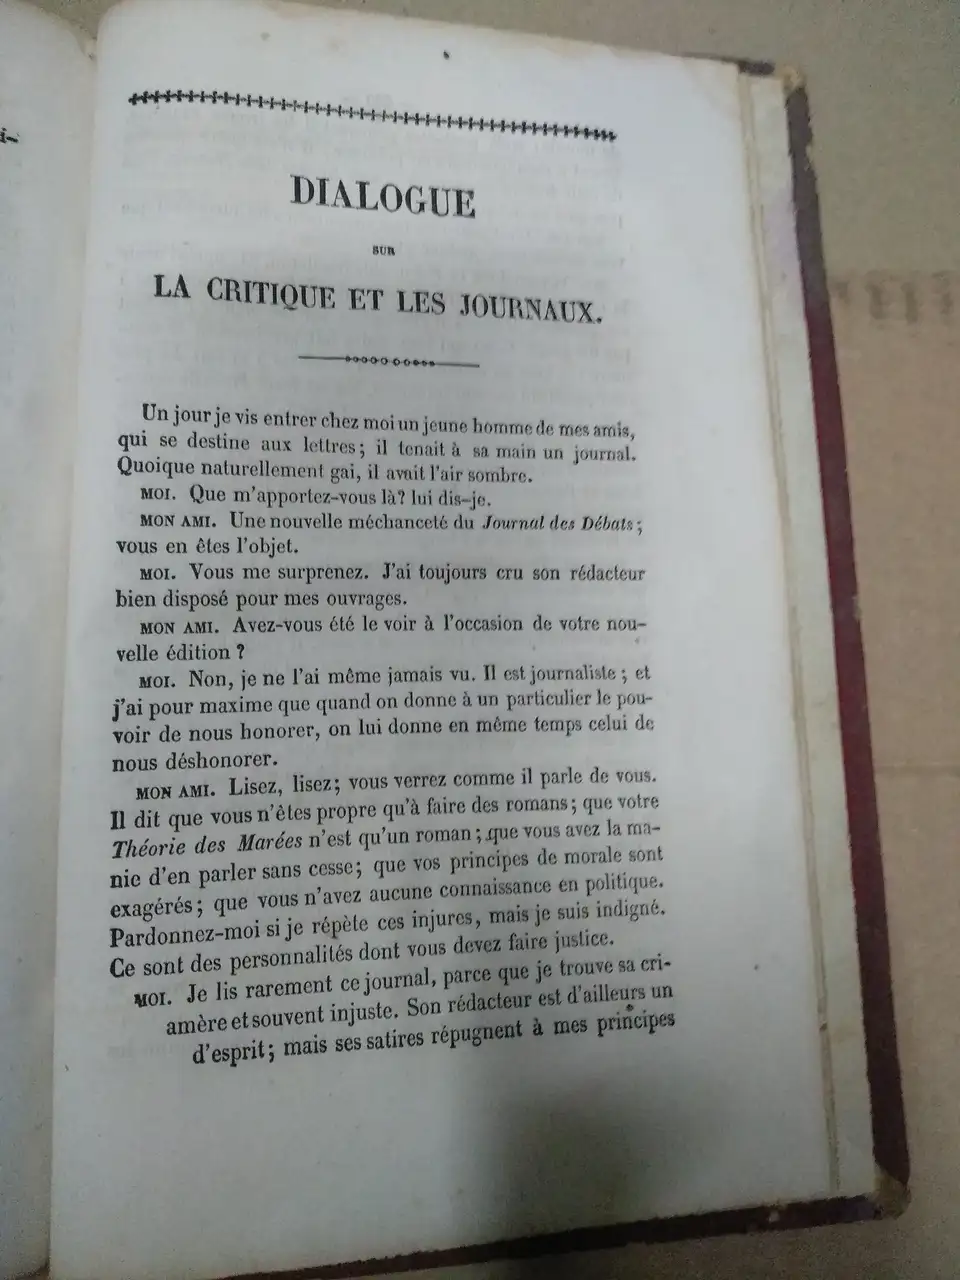 DIALOGUE
SUR
LA CRITIQUE ET LES JOURNAUX.
Un jour je vis entrer chez moi un jeune homme de mes amis,
qui se destine aux lettres; il tenait à sa main un journal.
Quoique naturellement gai, il avait l'air sombre.
MOI. Que m'apportez-vous là? lui dis-je.
MON AMI. Une nouvelle méchanceté du Journal des Débats;
vous en êtes l'objet.
MOI. Vous me surprenez. J'ai toujours cru son rédacteur
bien disposé pour mes ouvrages.
MON AMI. Avez-vous été le voir à l'occasion de votre nou-
velle édition?
MOI. Non, je ne l'ai même jamais vu. Il est journaliste; et
j'ai pour maxime que quand on donne à un particulier le pou-
voir de nous honorer, on lui donne en même temps celui de
nous déshonorer.
MON AMI. Lisez, lisez; vous verrez comme il parle de vous.
Il dit que vous n'êtes propre qu'à faire des romans; que votre
Théorie des Marées n'est qu'un roman; que vous avez la ma-
nie d'en parler sans cesse; que vos principes de morale sont
exagérés; que vous n'avez aucune connaissance en politique.
Pardonnez-moi si je répète ces injures, mais je suis indigné.
Ce sont des personnalités dont vous devez faire justice.
MOI. Je lis rarement ce journal, parce que je trouve sa cri-
amère et souvent injuste. Son rédacteur est d'ailleurs un
d'esprit; mais ses satires répugnent à mes principes